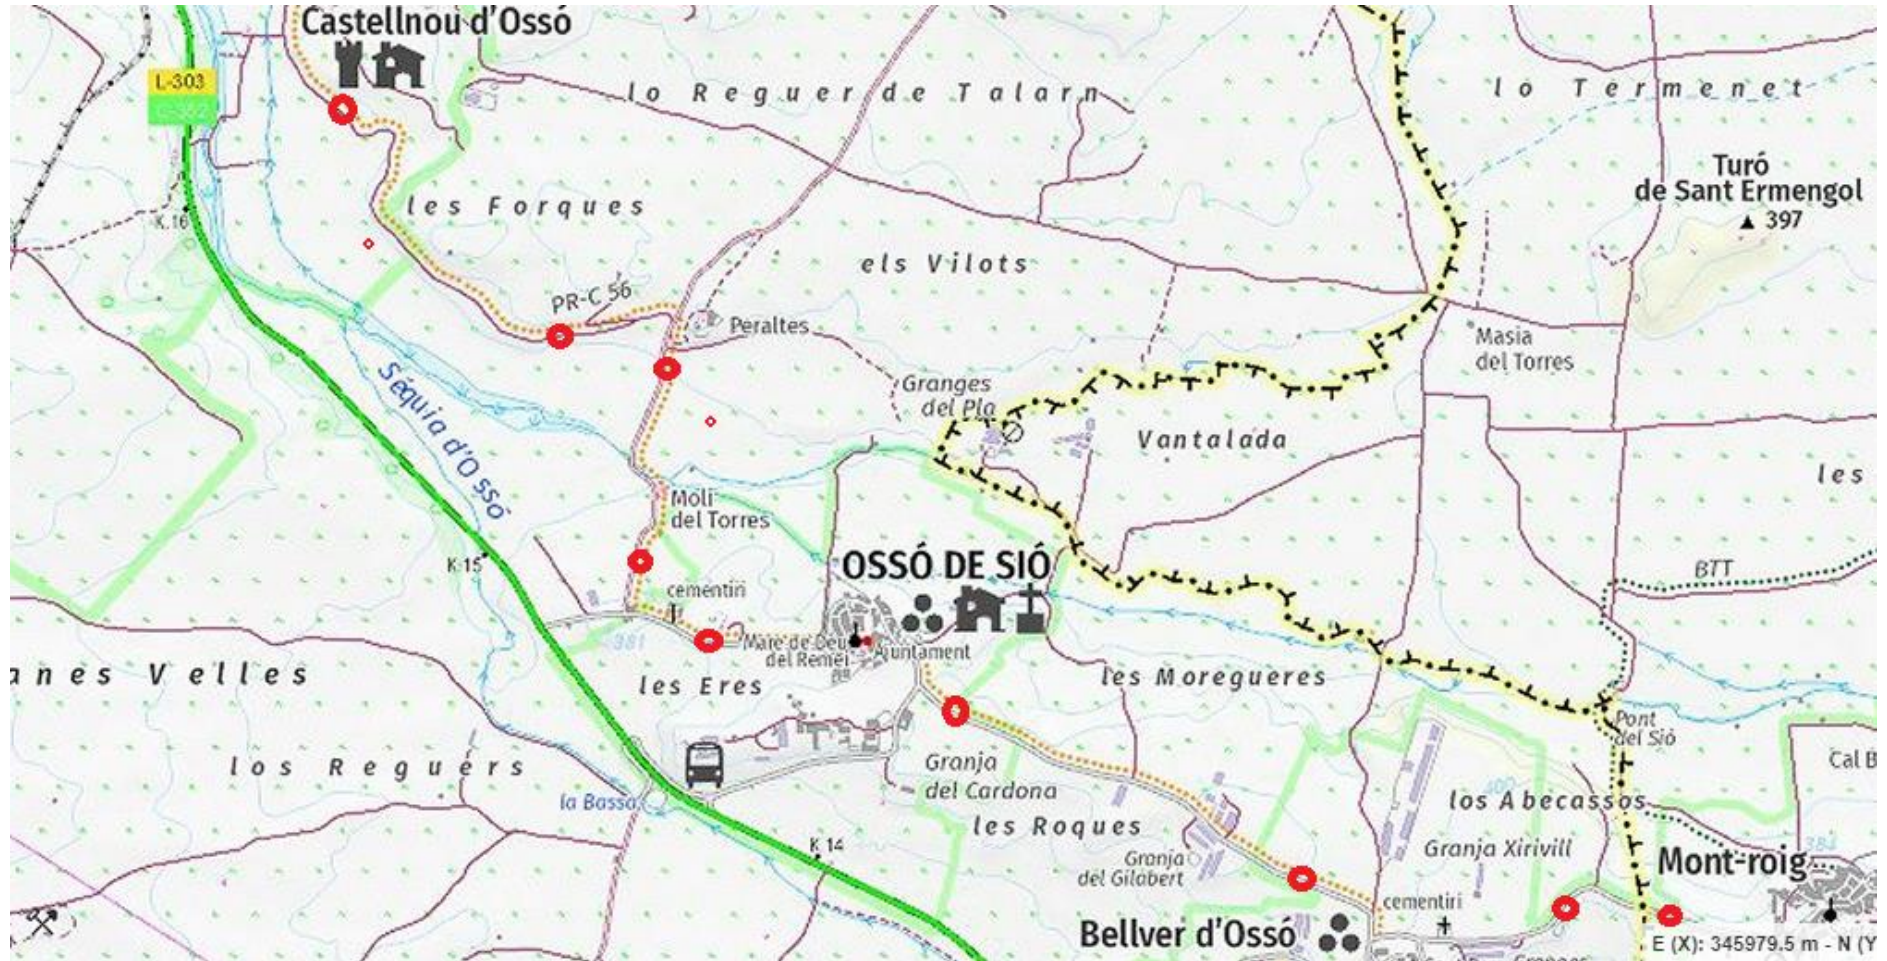 Castellnou d'Ossó
L-303
lo Reguer de Talarn
lo Termenet
Turó
de Sant Ermengol
397
K.16
les Forques
els Vilots
PR-C 56
Peraltes
Masia
del Torres
Séquia d'Ossó
Granges
del Pla
Vantalada
les
Molí
del Torres
K 15
OSSÓ DE SIÓ
BTT
cementiri
381
Mare de Deu
del Remei
Ajuntament
anes Velles
les Eres
les Moregueres
Pont
del Sió
los Reguers
Granja
del Cardona
Cal B
la Bassa
les Roques
los Abecassos
K 14
Granja
del Gilabert
Granja Xirivill
384
Mont-roig
cementiri
Bellver d'Ossó
E (X): 345979.5 m - N (Y